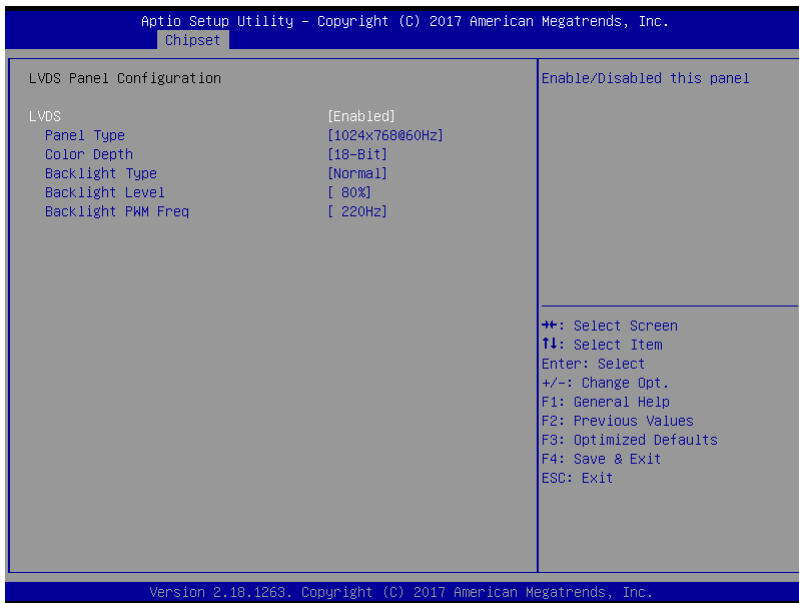 Aptio Setup Utility – Copyright (C) 2017 American Megatrends, Inc.
Chipset
LVDS Panel Configuration
LVDS [Enabled]
Panel Type [1024x768@60Hz]
Color Depth [18-Bit]
Backlight Type [Normal]
Backlight Level [ 80%]
Backlight PWM Freq [ 220Hz]
Enable/Disabled this panel
→←: Select Screen
↑↓: Select Item
Enter: Select
+/-: Change Opt.
F1: General Help
F2: Previous Values
F3: Optimized Defaults
F4: Save & Exit
ESC: Exit
Version 2.18.1263. Copyright (C) 2017 American Megatrends, Inc.